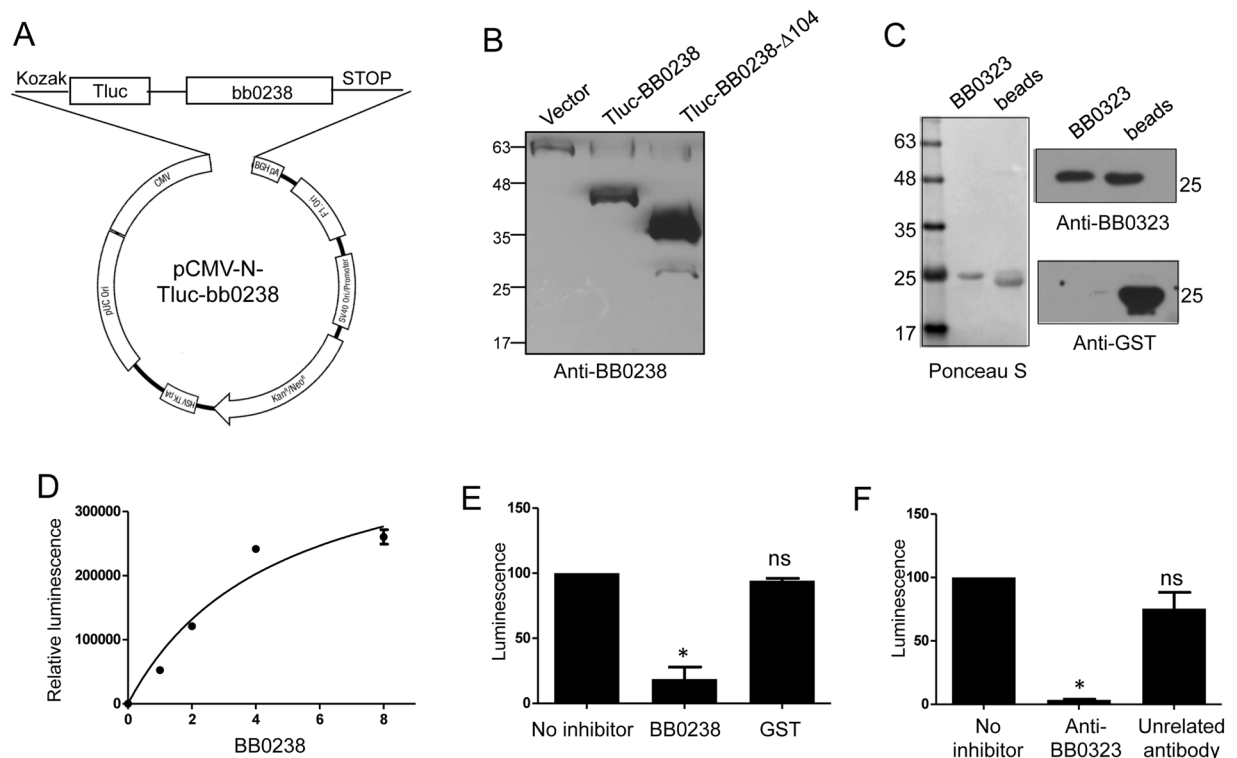 A
Kozak
Tluc
bb0238
STOP
CMV
BGH pA
F1 Ori
SV40 Ori/Promoter
Kanᴿ/Neoᴿ
HSV TK pA
pUC Ori
pCMV-N-
Tluc-bb0238
B
Vector
Tluc-BB0238
Tluc-BB0238-Δ104
63
48
35
25
17
Anti-BB0238
C
BB0323
beads
63
48
35
25
17
Ponceau S
BB0323
beads
25
Anti-BB0323
25
Anti-GST
D
Relative luminescence
300000
200000
100000
0
0 2 4 6 8
BB0238
E
Luminescence
150
100
50
0
*
ns
No inhibitor BB0238 GST
F
Luminescence
150
100
50
0
*
ns
No
inhibitor
Anti-
BB0323
Unrelated
antibody